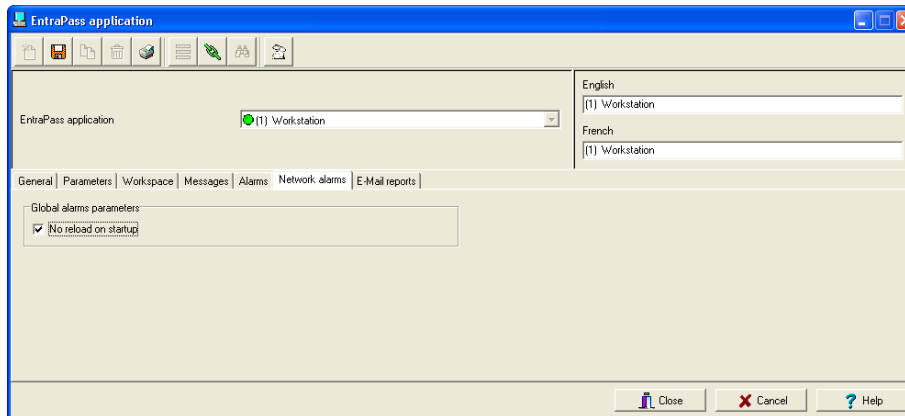 EntraPass application
English
(1) Workstation
EntraPass application
(1) Workstation
French
(1) Workstation
General Parameters Workspace Messages Alarms Network alarms E-Mail reports
Global alarms parameters
No reload on startup
Close Cancel Help